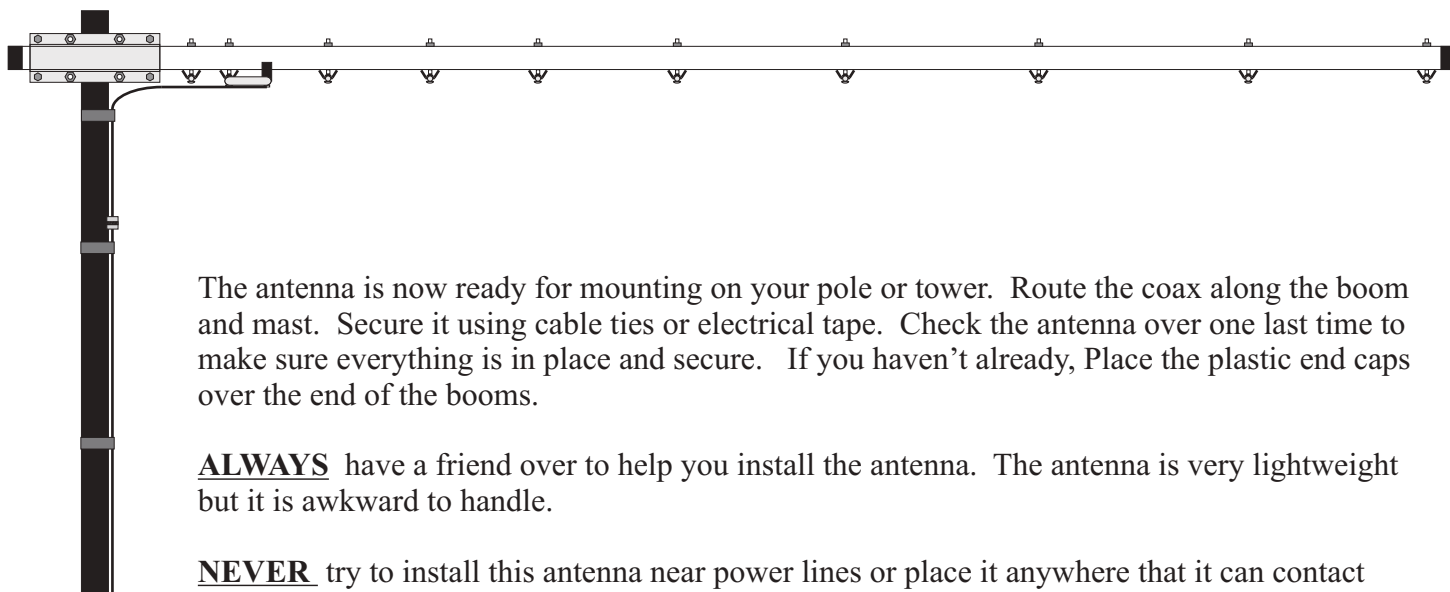 The antenna is now ready for mounting on your pole or tower.  Route the coax along the boom
and mast.  Secure it using cable ties or electrical tape.  Check the antenna over one last time to
make sure everything is in place and secure.   If you haven’t already, Place the plastic end caps
over the end of the booms.
ALWAYS  have a friend over to help you install the antenna.  The antenna is very lightweight
but it is awkward to handle.
NEVER  try to install this antenna near power lines or place it anywhere that it can contact